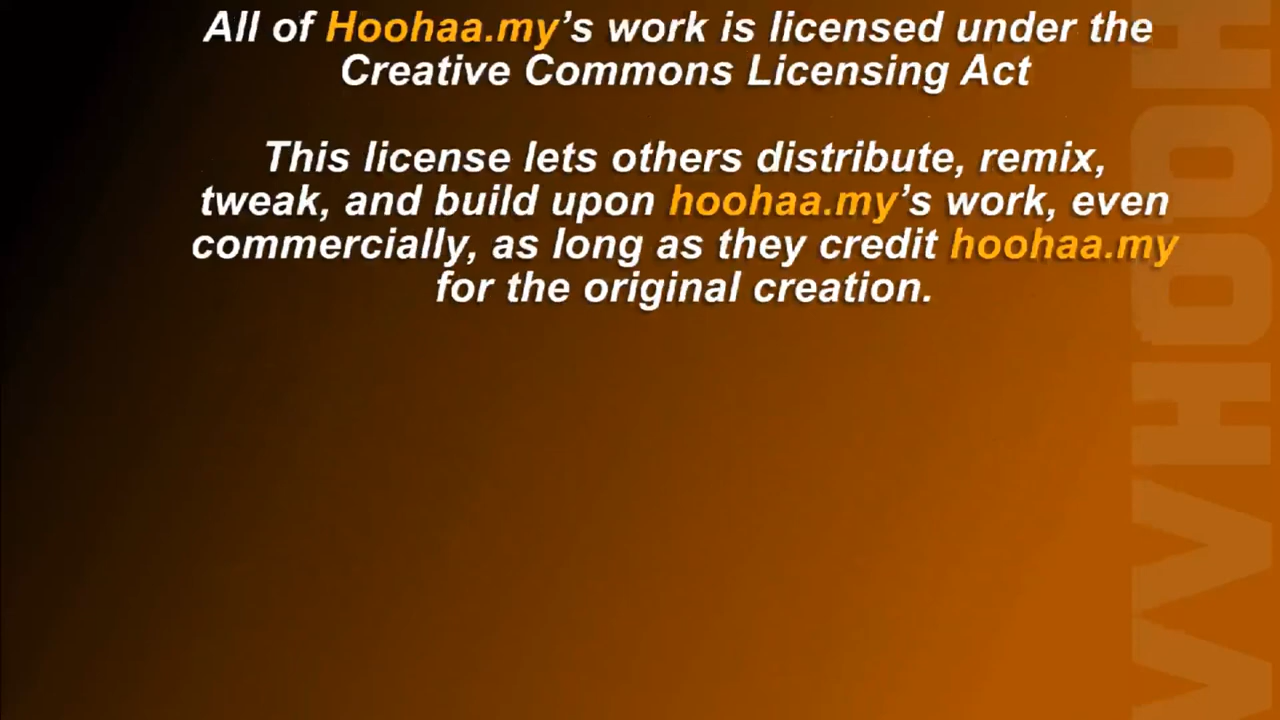 All of Hoohaa.my’s work is licensed under the
Creative Commons Licensing Act
This license lets others distribute, remix,
tweak, and build upon hoohaa.my’s work, even
commercially, as long as they credit hoohaa.my
for the original creation.